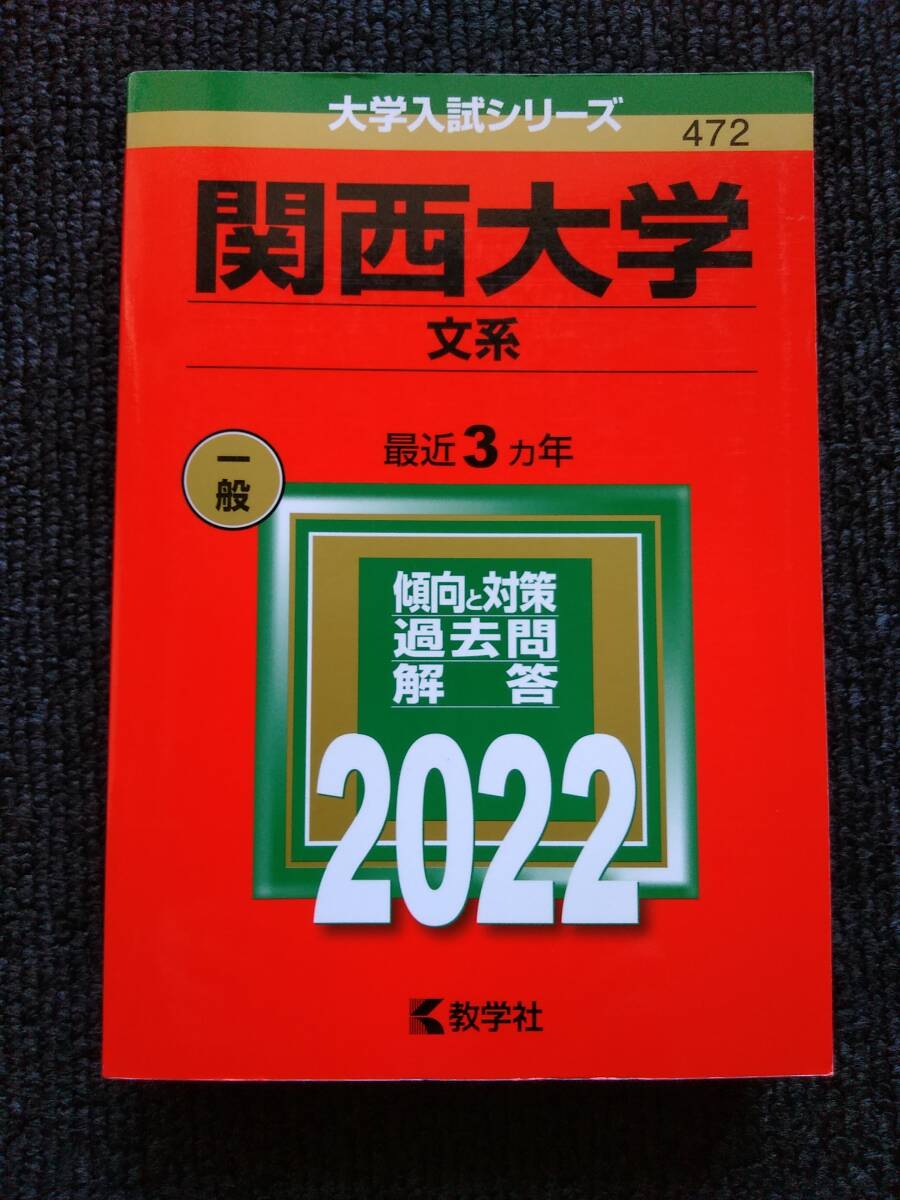 大学入試シリーズ
472
関西大学
文系
最近3ヵ年
一般
傾向と対策
過去問
解答
2022
教学社